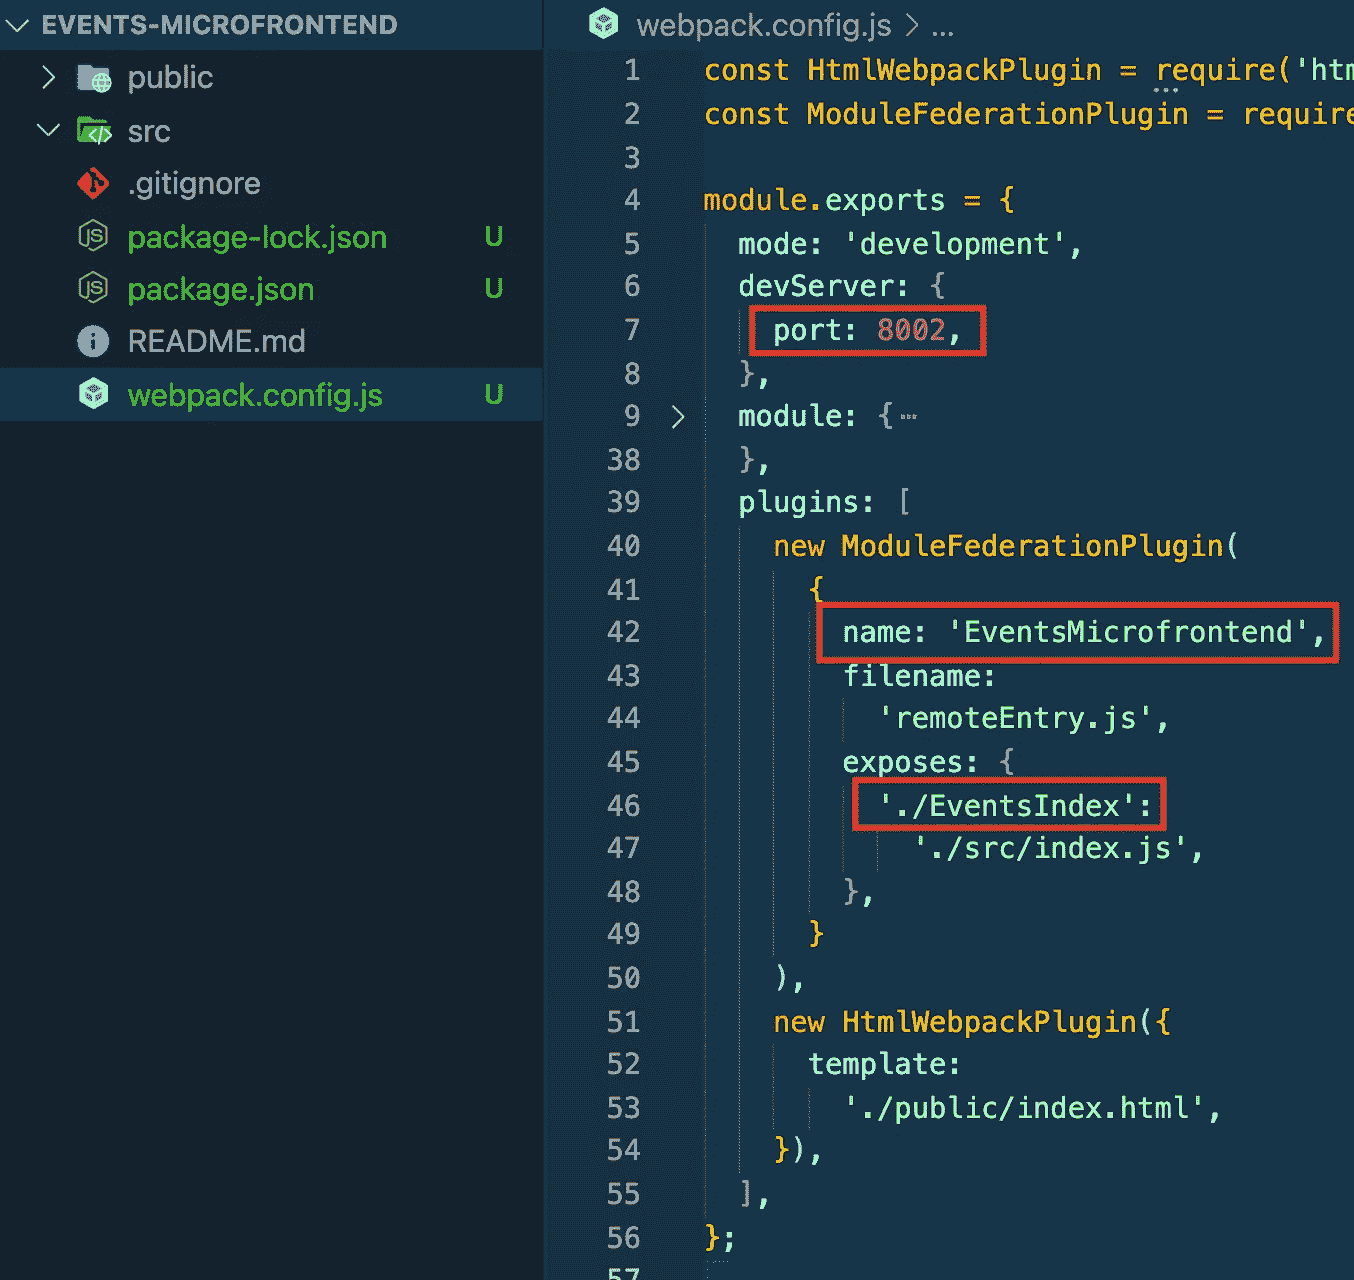 EVENTS-MICROFRONTEND
public
src
.gitignore
package-lock.json U
package.json U
README.md
webpack.config.js U
webpack.config.js > ...
1 const HtmlWebpackPlugin = require('htm
2 const ModuleFederationPlugin = require
3
4 module.exports = {
5 mode: 'development',
6 devServer: {
7 port: 8002,
8 },
9 module: {…
38 },
39 plugins: [
40 new ModuleFederationPlugin(
41 {
42 name: 'EventsMicrofrontend',
43 filename:
44 'remoteEntry.js',
45 exposes: {
46 './EventsIndex':
47 './src/index.js',
48 },
49 }
50 ),
51 new HtmlWebpackPlugin({
52 template:
53 './public/index.html',
54 }),
55 ],
56 };
57